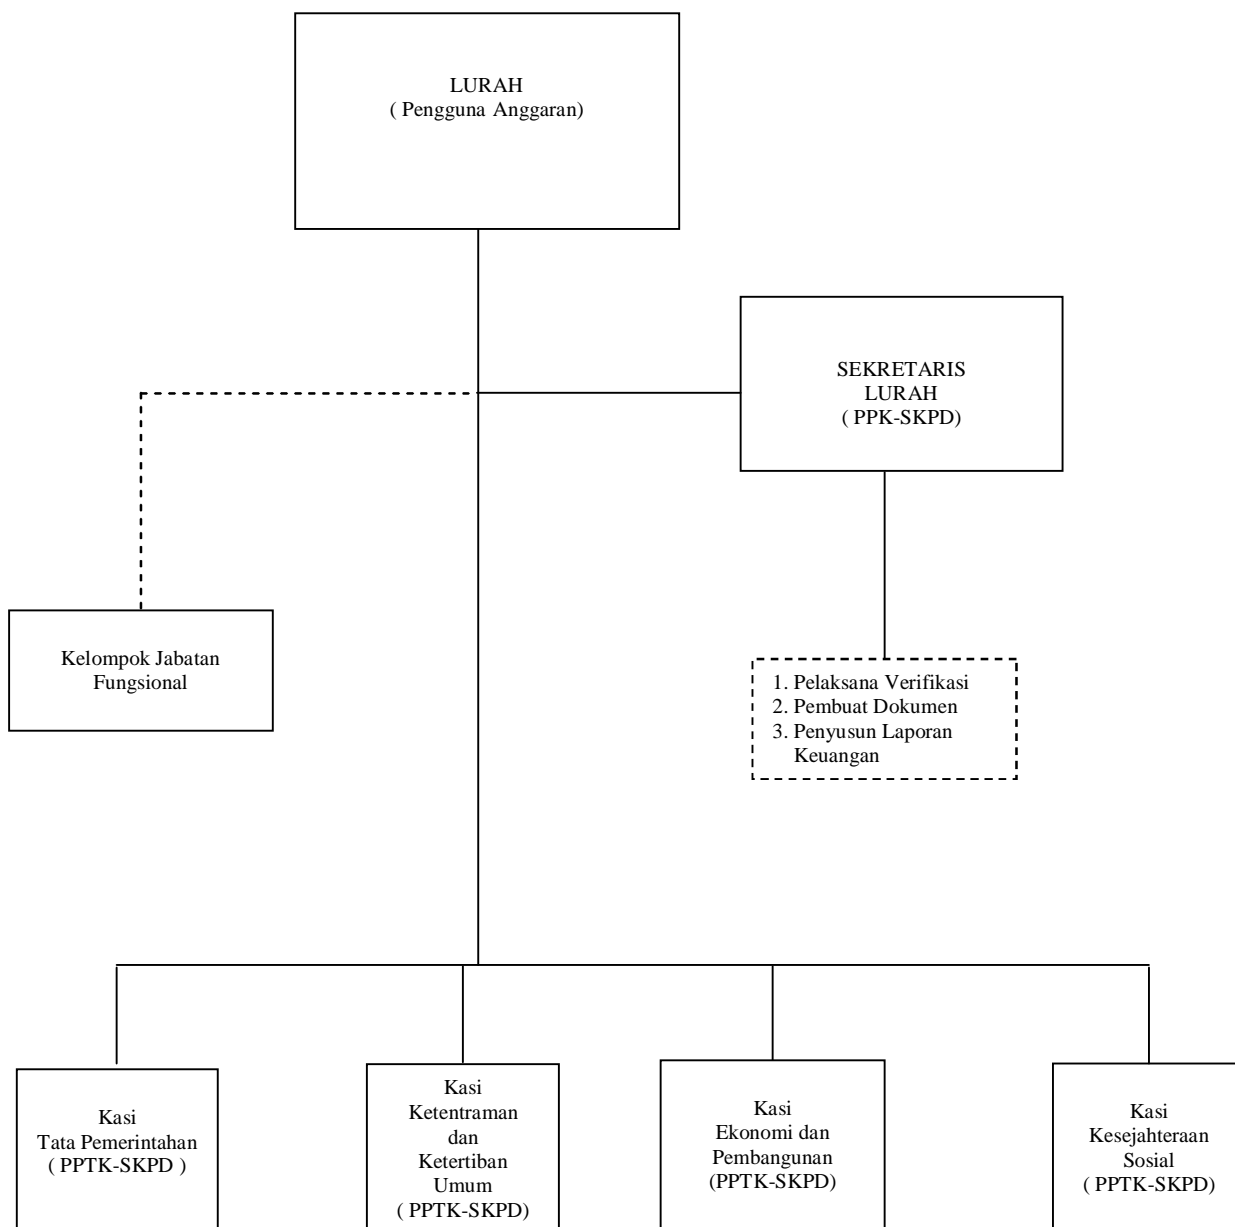 LURAH
( Pengguna Anggaran)
SEKRETARIS
LURAH
( PPK-SKPD)
Kelompok Jabatan
Fungsional
1. Pelaksana Verifikasi
2. Pembuat Dokumen
3. Penyusun Laporan
Keuangan
Kasi
Tata Pemerintahan
( PPTK-SKPD )
Kasi
Ketentraman
dan
Ketertiban
Umum
( PPTK-SKPD)
Kasi
Ekonomi dan
Pembangunan
(PPTK-SKPD)
Kasi
Kesejahteraan
Sosial
( PPTK-SKPD)